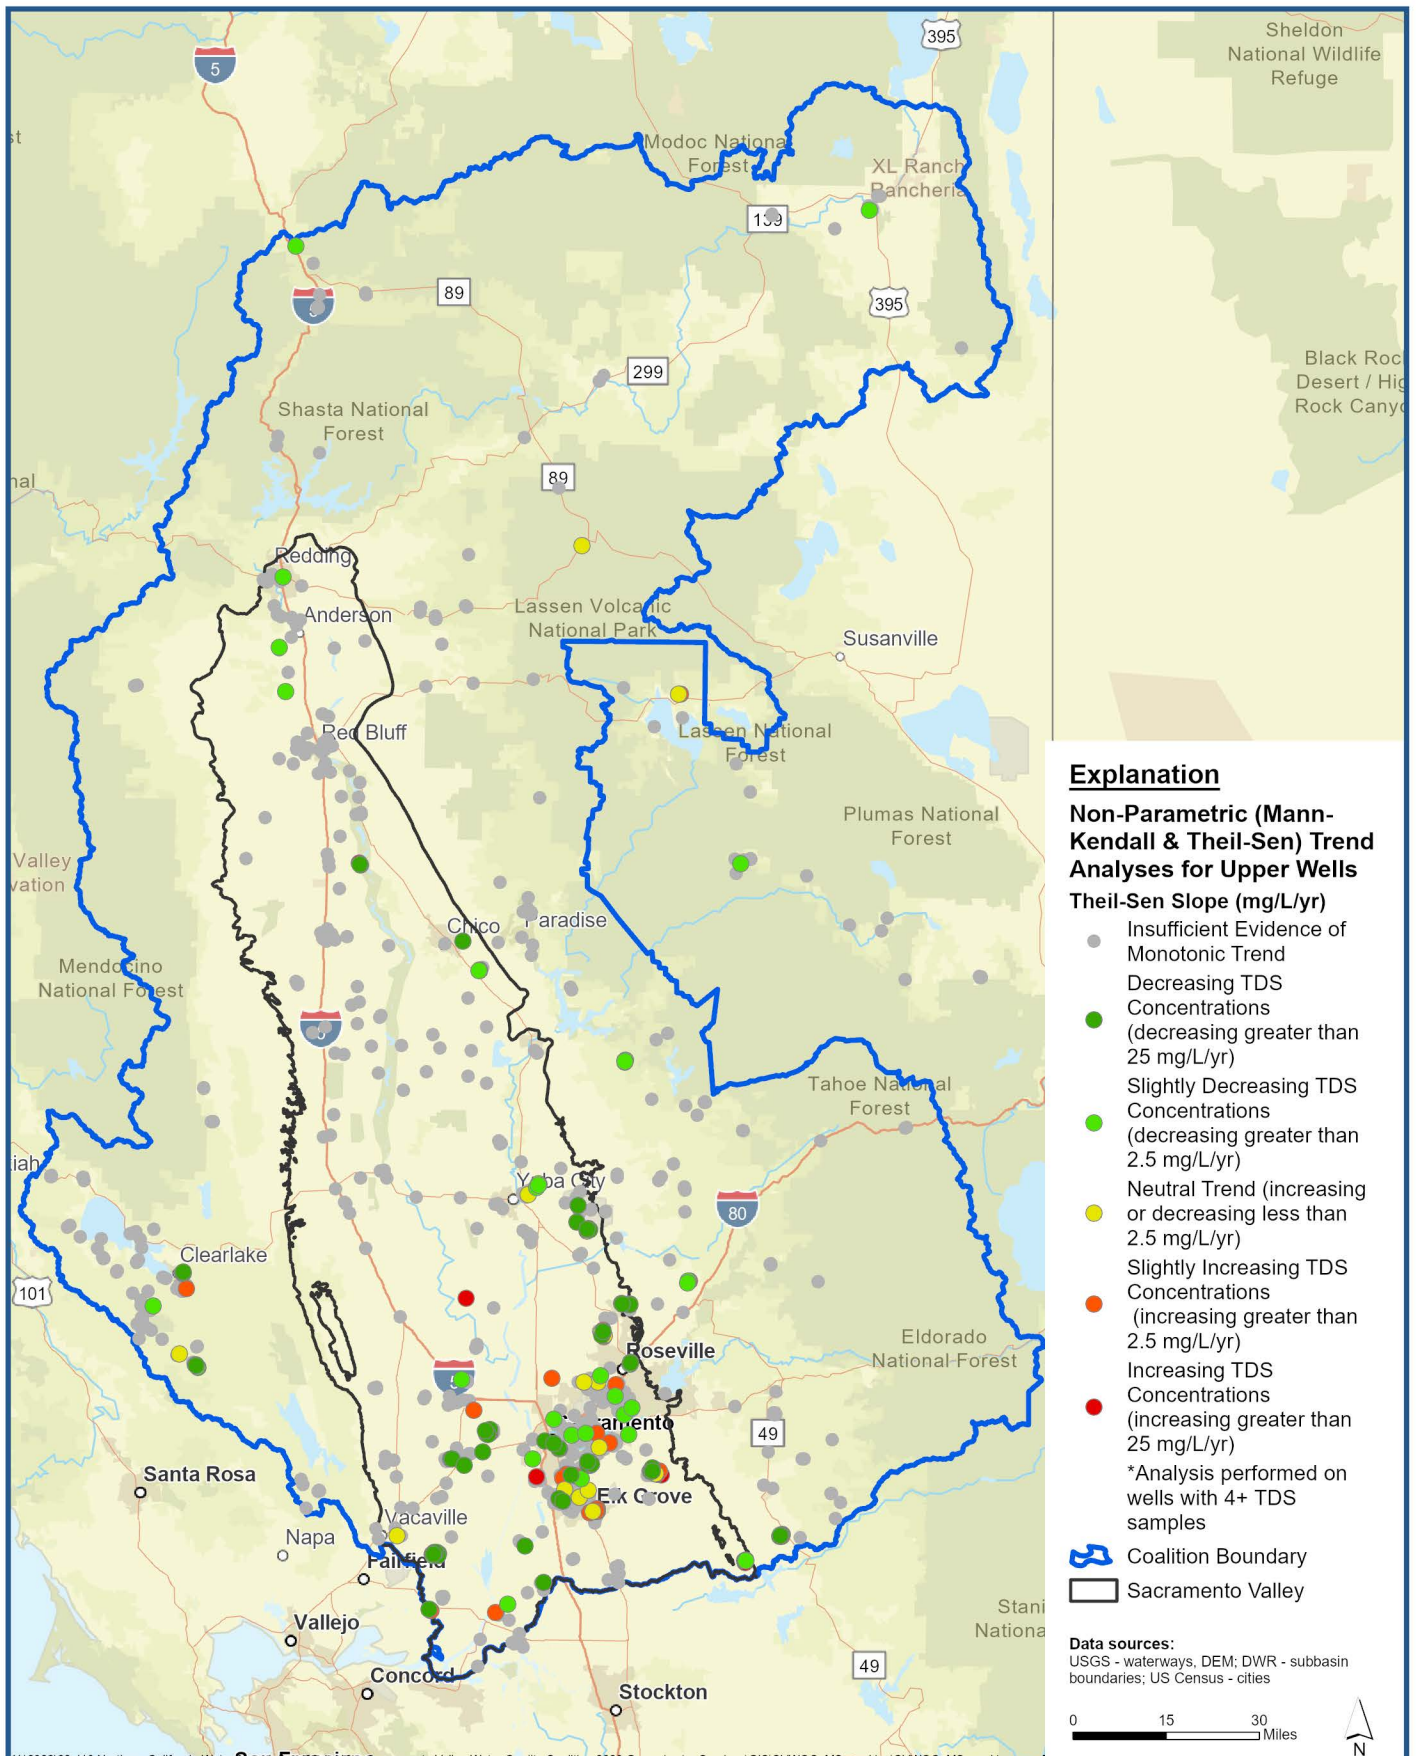 395
Sheldon
National Wildlife
Refuge
5
st
Modoc National
Forest
XL Ranch
Rancheria
139
89
395
299
Black Roc
Desert / Hig
Rock Canyo
Shasta National
Forest
nal
89
Redding
Anderson
Lassen Volcanic
National Park
Susanville
Red Bluff
Lassen National
Forest
Plumas National
Forest
Valley
vation
Chico
Paradise
Mendocino
National Forest
5
Tahoe National
Forest
iah
Yuba City
80
Clearlake
101
Roseville
Eldorado
National Forest
5
Sacramento
49
Santa Rosa
Elk Grove
Vacaville
Napa
Fairfield
Vallejo
Stani
Nationa
Concord
49
Stockton
Explanation
Non-Parametric (Mann-
Kendall & Theil-Sen) Trend
Analyses for Upper Wells
Theil-Sen Slope (mg/L/yr)
Insufficient Evidence of
Monotonic Trend
Decreasing TDS
Concentrations
(decreasing greater than
25 mg/L/yr)
Slightly Decreasing TDS
Concentrations
(decreasing greater than
2.5 mg/L/yr)
Neutral Trend (increasing
or decreasing less than
2.5 mg/L/yr)
Slightly Increasing TDS
Concentrations
(increasing greater than
2.5 mg/L/yr)
Increasing TDS
Concentrations
(increasing greater than
25 mg/L/yr)
*Analysis performed on
wells with 4+ TDS
samples
Coalition Boundary
Sacramento Valley
Data sources:
USGS - waterways, DEM; DWR - subbasin
boundaries; US Census - cities
0 15 30
Miles
N